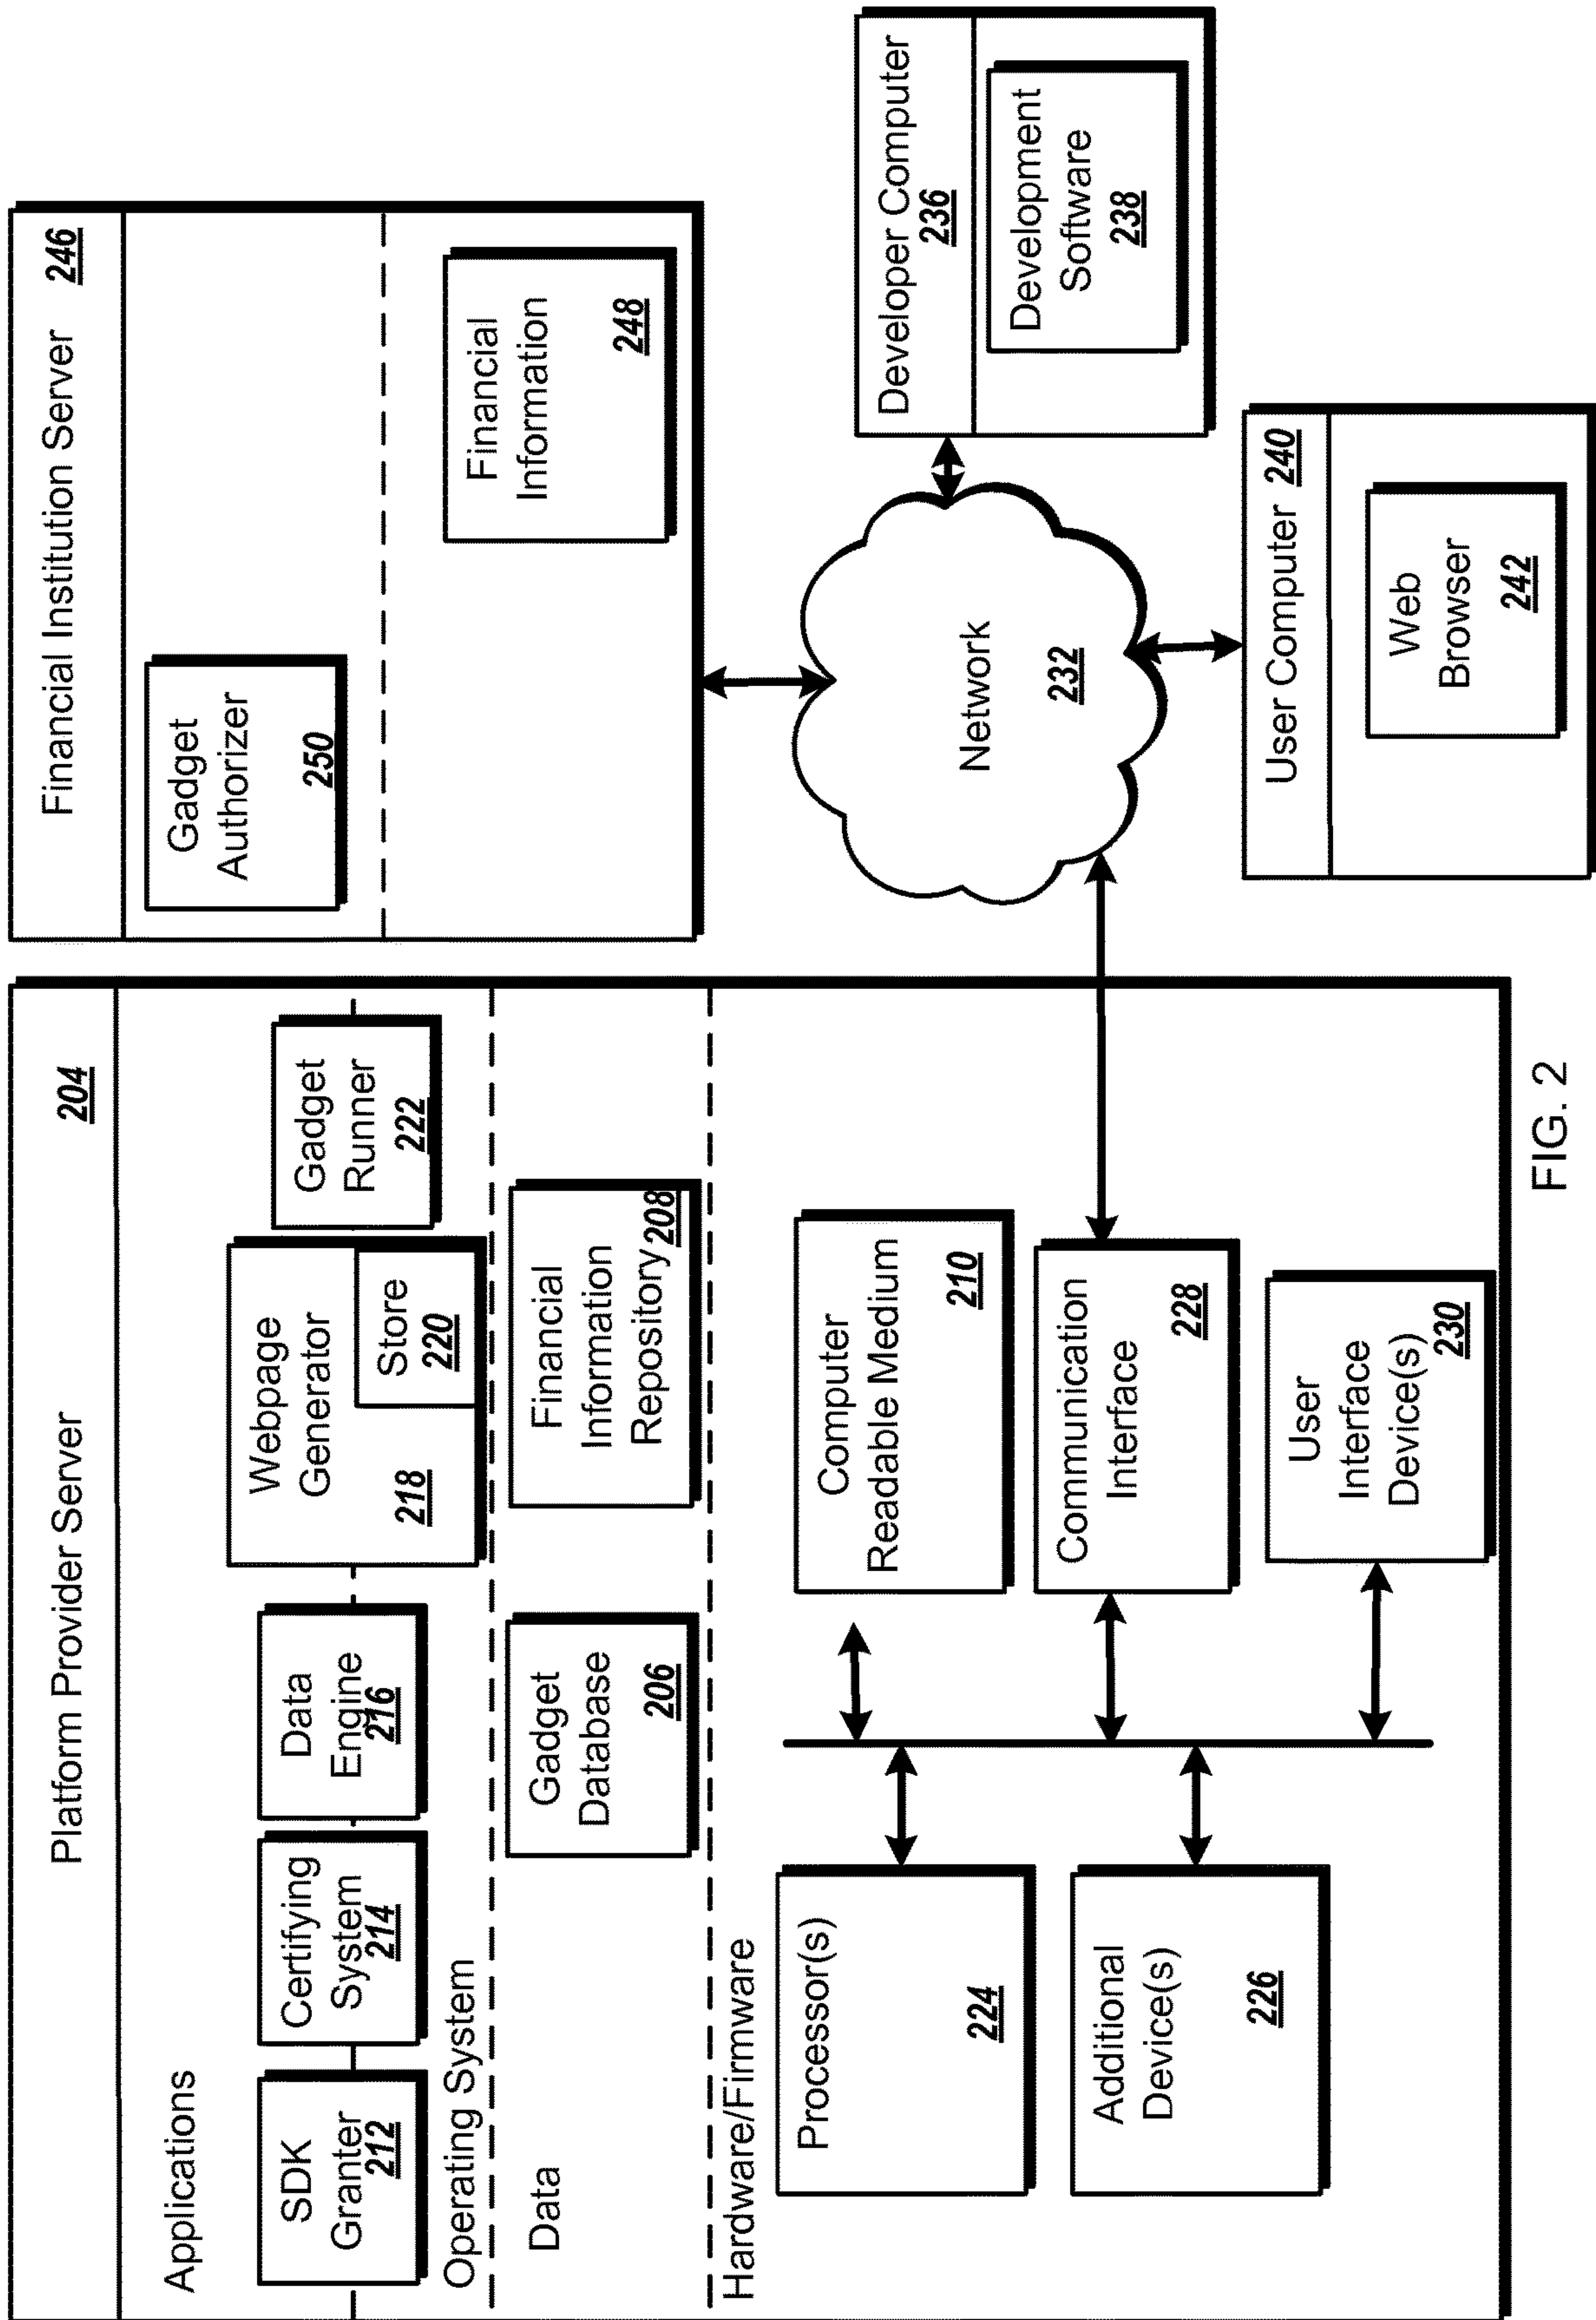 Platform Provider Server
204
Applications
SDK
Granter
212
Certifying
System
214
Data
Engine
216
Webpage
Generator
218
Store
220
Gadget
Runner
222
Operating System
Data
Gadget
Database
206
Financial
Information
Repository
208
Hardware/Firmware
Processor(s)
224
Additional
Device(s)
226
Computer
Readable Medium
210
Communication
Interface
228
User
Interface
Device(s)
230
Financial Institution Server 246
Gadget
Authorizer
250
Financial
Information
248
Network
232
Developer Computer
236
Development
Software
238
User Computer 240
Web
Browser
242
FIG. 2